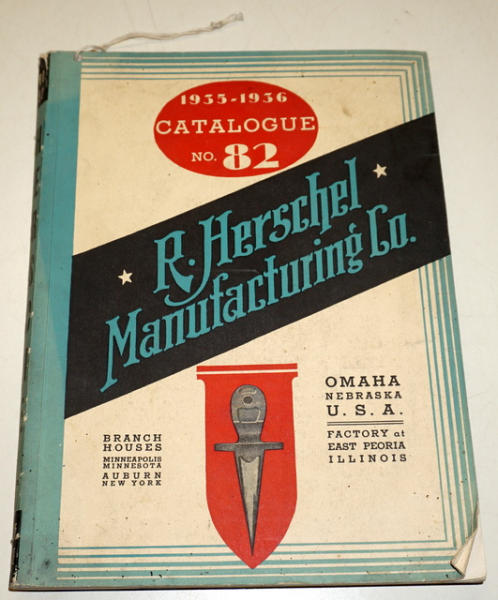 1935-1936
CATALOGUE
NO. 82
R. Herschel
Manufacturing Co.
OMAHA
NEBRASKA
U. S. A.
FACTORY at
EAST PEORIA
ILLINOIS
BRANCH
HOUSES
MINNEAPOLIS
MINNESOTA
AUBURN
NEW YORK